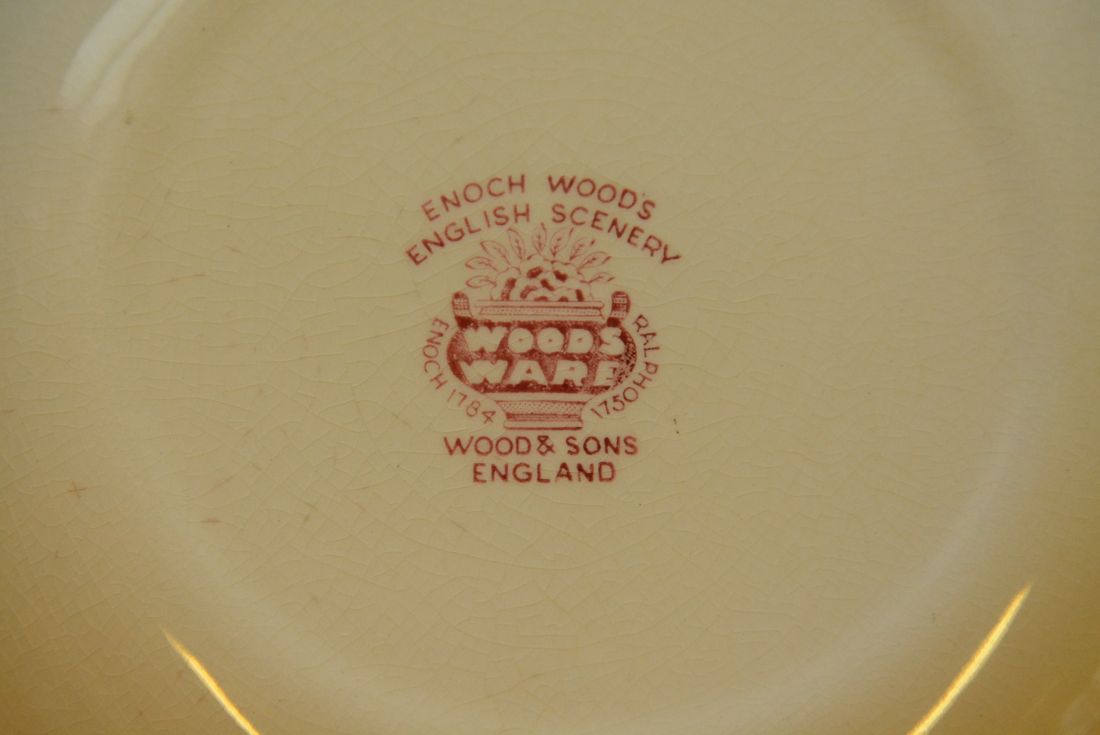 ENOCH WOOD'S
ENGLISH SCENERY
WOODS
WARE
ENOCH 1784
RALPH 1750
WOOD & SONS
ENGLAND